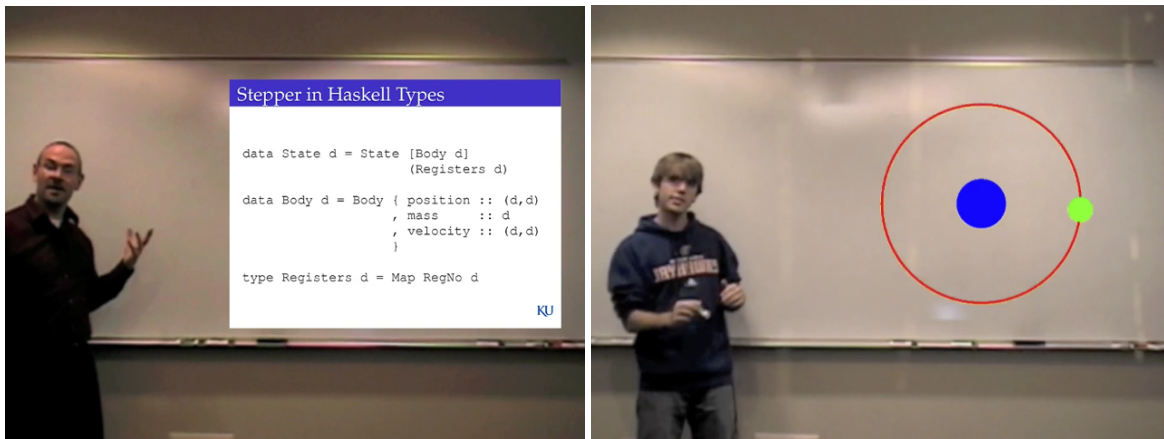 Stepper in Haskell Types
data State d = State [Body d]
(Registers d)
data Body d = Body { position :: (d,d)
, mass :: d
, velocity :: (d,d)
}
type Registers d = Map RegNo d
KU